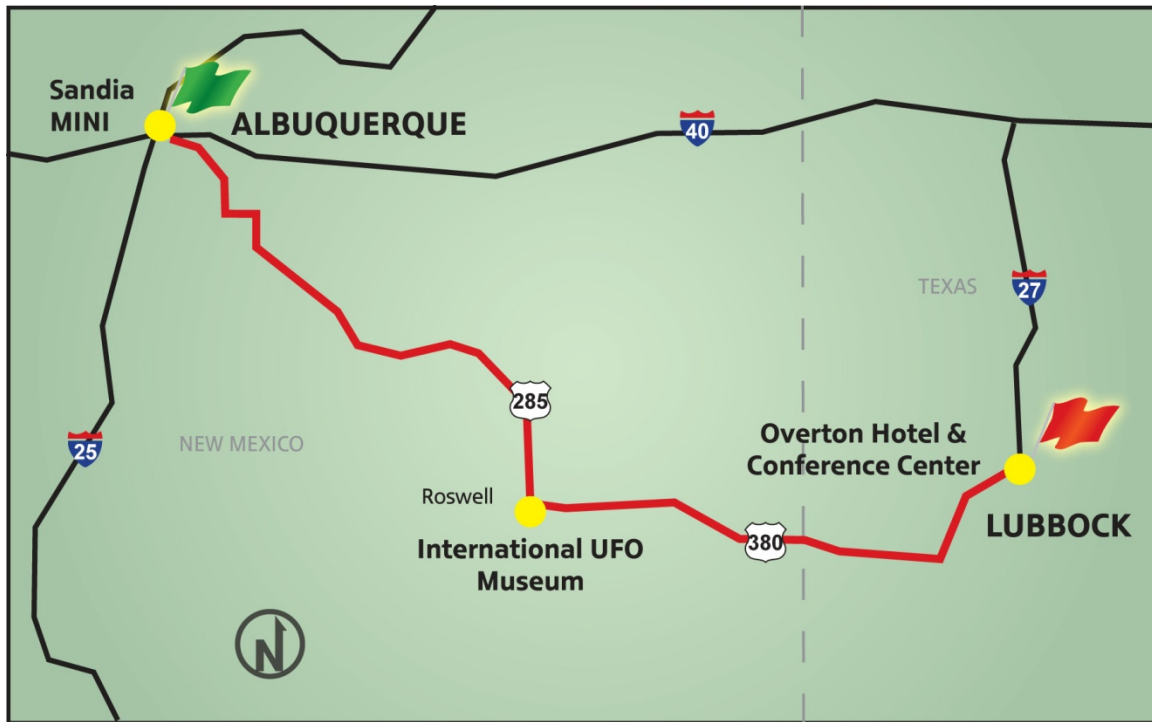 Sandia
MINI
ALBUQUERQUE
40
TEXAS
27
285
25
NEW MEXICO
Overton Hotel &
Conference Center
LUBBOCK
Roswell
International UFO
Museum
380
N